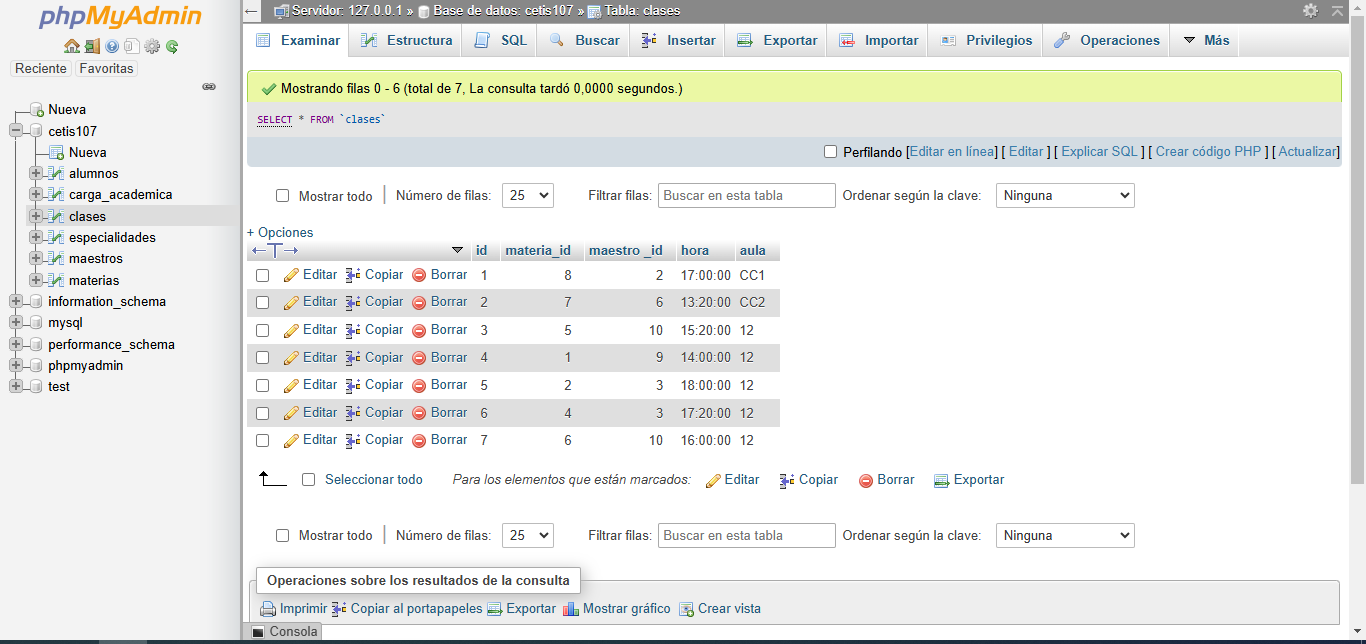 phpMyAdmin
Reciente Favoritas
Nueva
cetis107
Nueva
alumnos
carga_academica
clases
especialidades
maestros
materias
information_schema
mysql
performance_schema
phpmyadmin
test
Servidor: 127.0.0.1 » Base de datos: cetis107 » Tabla: clases
Examinar Estructura SQL Buscar Insertar Exportar Importar Privilegios Operaciones Más
Mostrando filas 0 - 6 (total de 7, La consulta tardó 0,0000 segundos.)
SELECT * FROM `clases`
Perfilando [Editar en línea] [ Editar ] [ Explicar SQL ] [ Crear código PHP ] [ Actualizar]
Mostrar todo | Número de filas: 25 Filtrar filas: Buscar en esta tabla Ordenar según la clave: Ninguna
+ Opciones
←T→ id materia_id maestro _id hora aula
Editar Copiar Borrar 1 8 2 17:00:00 CC1
Editar Copiar Borrar 2 7 6 13:20:00 CC2
Editar Copiar Borrar 3 5 10 15:20:00 12
Editar Copiar Borrar 4 1 9 14:00:00 12
Editar Copiar Borrar 5 2 3 18:00:00 12
Editar Copiar Borrar 6 4 3 17:20:00 12
Editar Copiar Borrar 7 6 10 16:00:00 12
Seleccionar todo Para los elementos que están marcados: Editar Copiar Borrar Exportar
Mostrar todo | Número de filas: 25 Filtrar filas: Buscar en esta tabla Ordenar según la clave: Ninguna
Operaciones sobre los resultados de la consulta
Imprimir Copiar al portapapeles Exportar Mostrar gráfico Crear vista
Consola